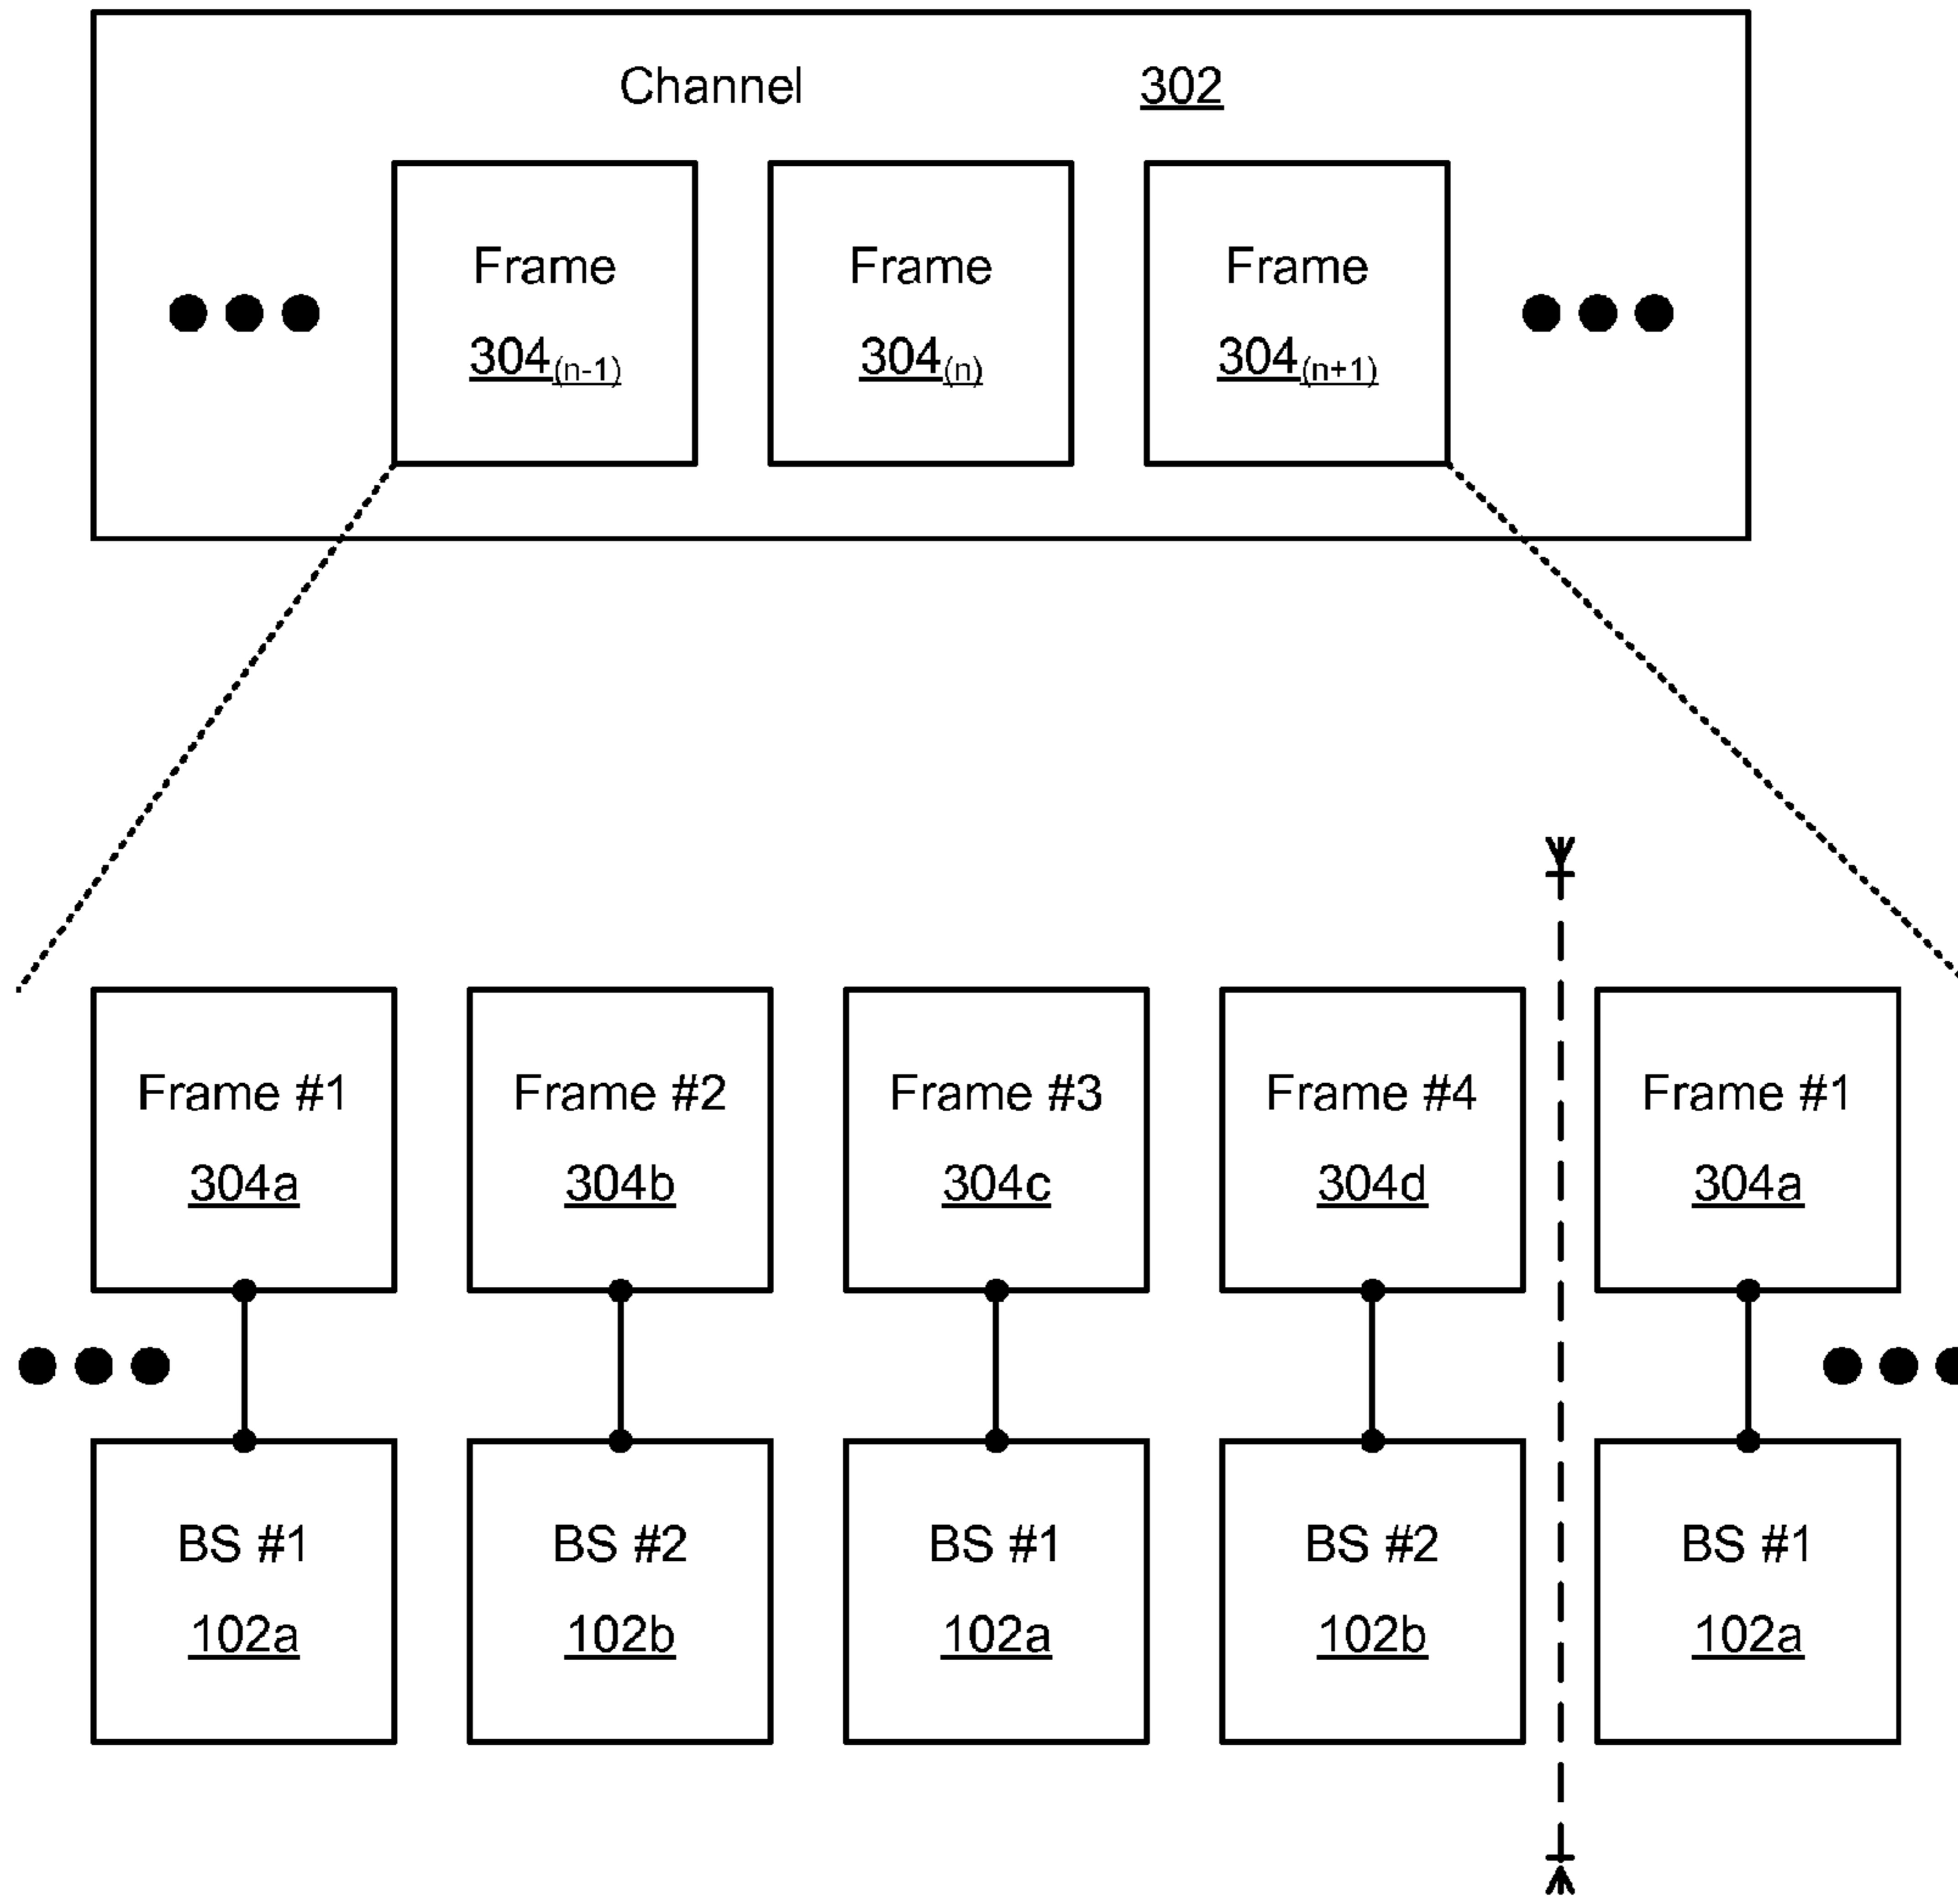 Channel 302
Frame Frame Frame
304(n-1) 304(n) 304(n+1)
Frame #1 Frame #2 Frame #3 Frame #4 Frame #1
304a 304b 304c 304d 304a
BS #1 BS #2 BS #1 BS #2 BS #1
102a 102b 102a 102b 102a